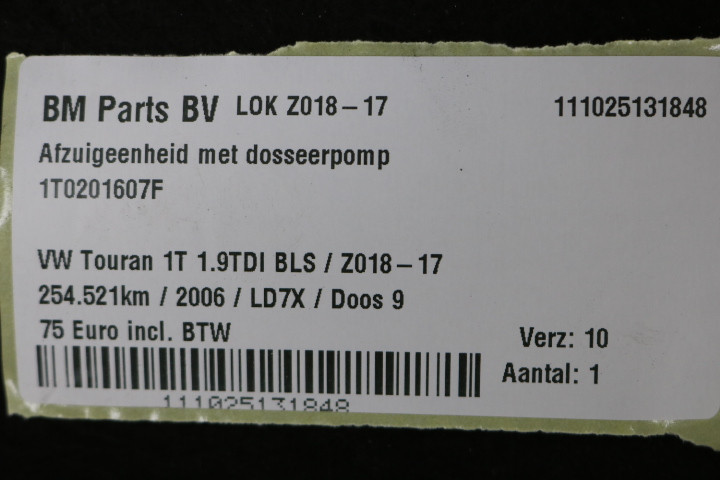 BM Parts BV LOK Z018-17 111025131848
Afzuigeenheid met dosseerpomp
1T0201607F
VW Touran 1T 1.9TDI BLS / Z018-17
254.521km / 2006 / LD7X / Doos 9
75 Euro incl. BTW
Verz: 10
Aantal: 1
111025131848